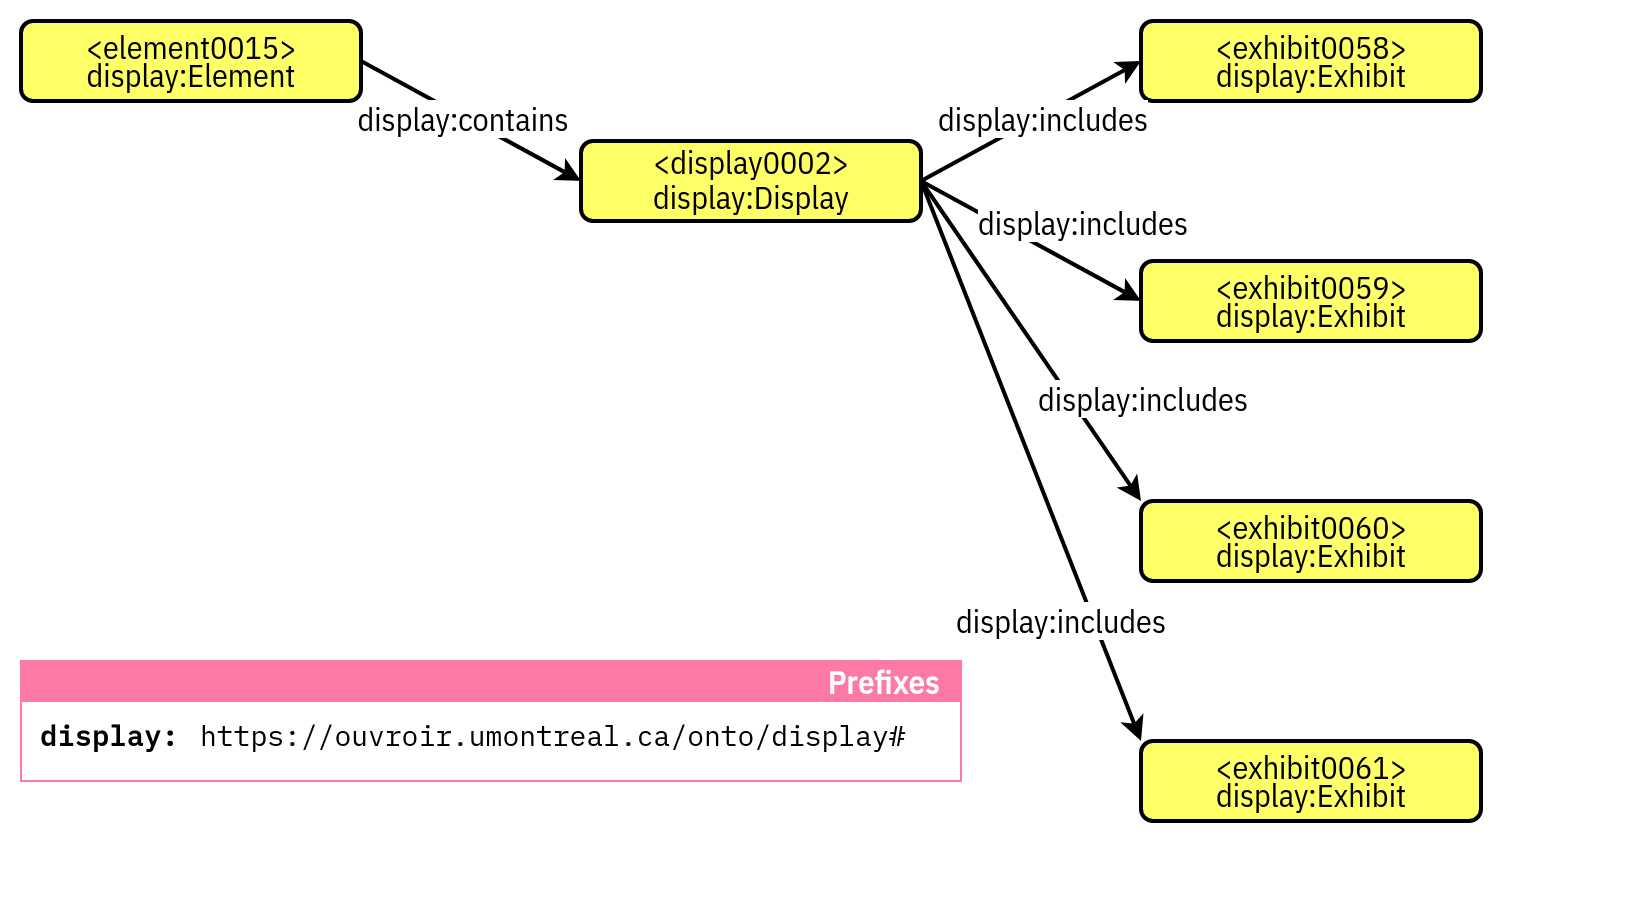 <element0015>
display:Element
display:contains
<display0002>
display:Display
display:includes
<exhibit0058>
display:Exhibit
display:includes
<exhibit0059>
display:Exhibit
display:includes
<exhibit0060>
display:Exhibit
display:includes
<exhibit0061>
display:Exhibit
Prefixes
display: https://ouvroir.umontreal.ca/onto/display#